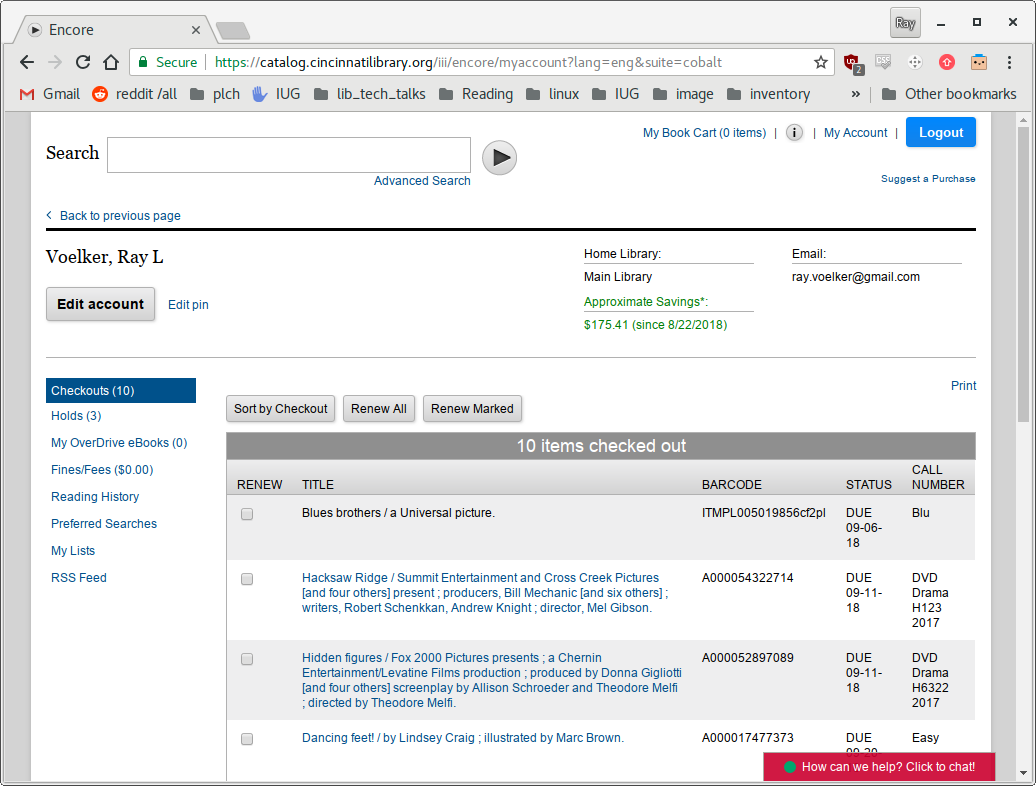 Encore
Ray
Secure https://catalog.cincinnatilibrary.org/iii/encore/myaccount?lang=eng&suite=cobalt
2
Gmail reddit /all plch IUG lib_tech_talks Reading linux IUG image inventory » Other bookmarks
My Book Cart (0 items) | i | My Account | Logout
Search
Advanced Search
Suggest a Purchase
Back to previous page
Voelker, Ray L
Home Library:
Main Library
Email:
ray.voelker@gmail.com
Approximate Savings*:
$175.41 (since 8/22/2018)
Edit account Edit pin
Checkouts (10)
Holds (3)
My OverDrive eBooks (0)
Fines/Fees ($0.00)
Reading History
Preferred Searches
My Lists
RSS Feed
Print
Sort by Checkout Renew All Renew Marked
10 items checked out
RENEW TITLE BARCODE STATUS CALL NUMBER
Blues brothers / a Universal picture. ITMPL005019856cf2pl DUE Blu
09-06-
18
Hacksaw Ridge / Summit Entertainment and Cross Creek Pictures A000054322714 DUE DVD
[and four others] present ; producers, Bill Mechanic [and six others] ; 09-11- Drama
writers, Robert Schenkkan, Andrew Knight ; director, Mel Gibson. 18 H123
2017
Hidden figures / Fox 2000 Pictures presents ; a Chernin A000052897089 DUE DVD
Entertainment/Levatine Films production ; produced by Donna Gigliotti 09-11- Drama
[and four others] screenplay by Allison Schroeder and Theodore Melfi 18 H6322
; directed by Theodore Melfi. 2017
Dancing feet! / by Lindsey Craig ; illustrated by Marc Brown. A000017477373 DUE Easy
How can we help? Click to chat!